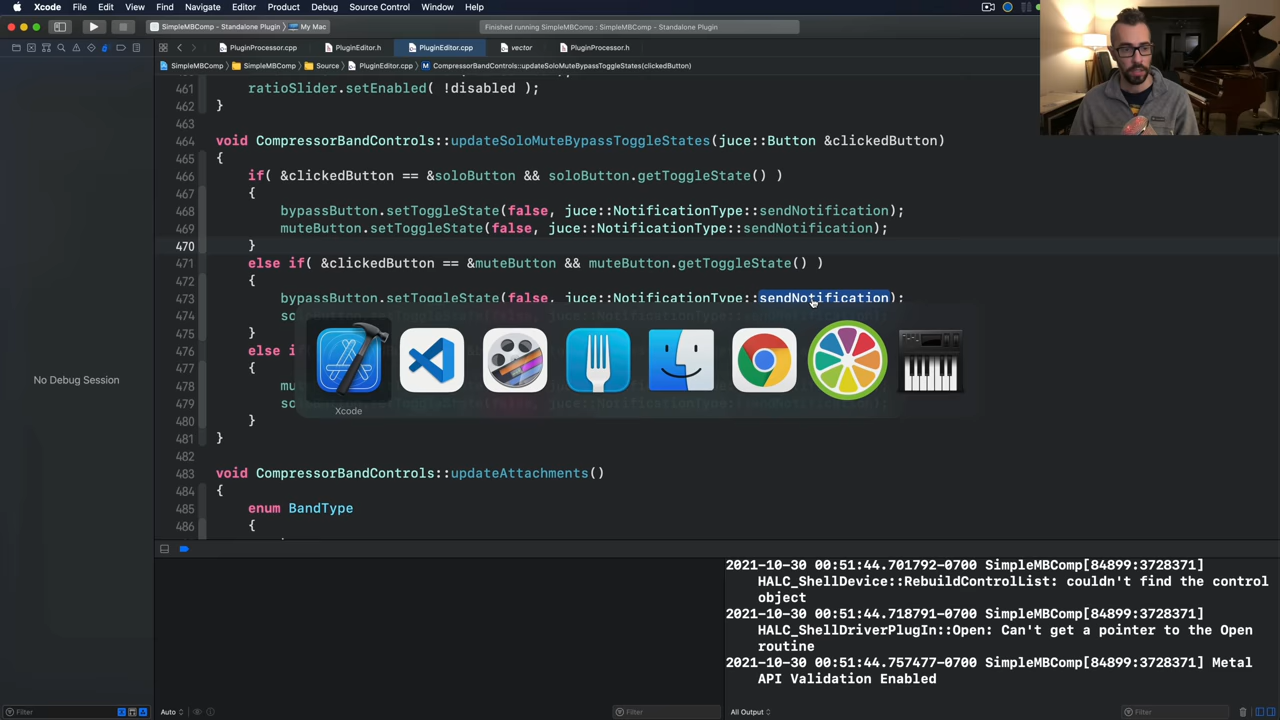 Xcode File Edit View Find Navigate Editor Product Debug Source Control Window Help
SimpleMBComp - Standalone Plugin My Mac Finished running SimpleMBComp : Standalone Plugin
PluginProcessor.cpp PluginEditor.h PluginEditor.cpp vector PluginProcessor.h
SimpleMBComp SimpleMBComp Source PluginEditor.cpp CompressorBandControls::updateSoloMuteBypassToggleStates(clickedButton)
461 ratioSlider.setEnabled( !disabled );
462 }
463
464 void CompressorBandControls::updateSoloMuteBypassToggleStates(juce::Button &clickedButton)
465 {
466 if( &clickedButton == &soloButton && soloButton.getToggleState() )
467 {
468 bypassButton.setToggleState(false, juce::NotificationType::sendNotification);
469 muteButton.setToggleState(false, juce::NotificationType::sendNotification);
470 }
471 else if( &clickedButton == &muteButton && muteButton.getToggleState() )
472 {
473 bypassButton.setToggleState(false, juce::NotificationType::sendNotification);
474
475 }
476 else if
477 {
478
479
480 }
481 }
482
483 void CompressorBandControls::updateAttachments()
484 {
485 enum BandType
486 {
Xcode
No Debug Session
2021-10-30 00:51:44.701792-0700 SimpleMBComp[84899:3728371]
HALC_ShellDevice::RebuildControlList: couldn't find the control
object
2021-10-30 00:51:44.718791-0700 SimpleMBComp[84899:3728371]
HALC_ShellDriverPlugIn::Open: Can't get a pointer to the Open
routine
2021-10-30 00:51:44.757477-0700 SimpleMBComp[84899:3728371] Metal
API Validation Enabled
Filter Auto Filter All Output Filter